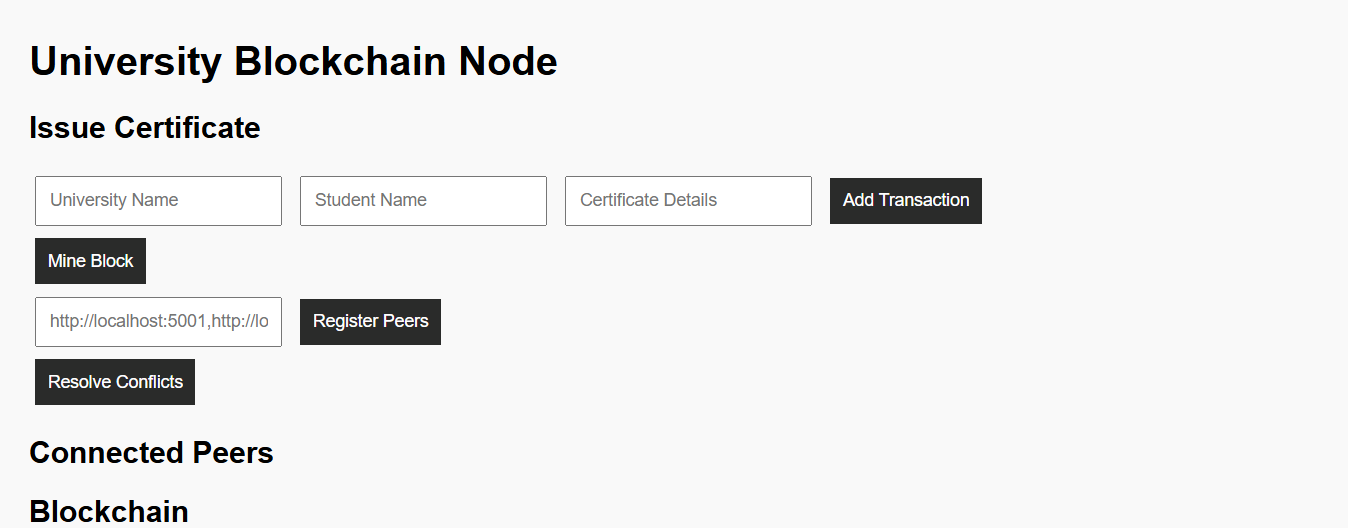 University Blockchain Node
Issue Certificate
University Name Student Name Certificate Details Add Transaction
Mine Block
http://localhost:5001,http://lo Register Peers
Resolve Conflicts
Connected Peers
Blockchain